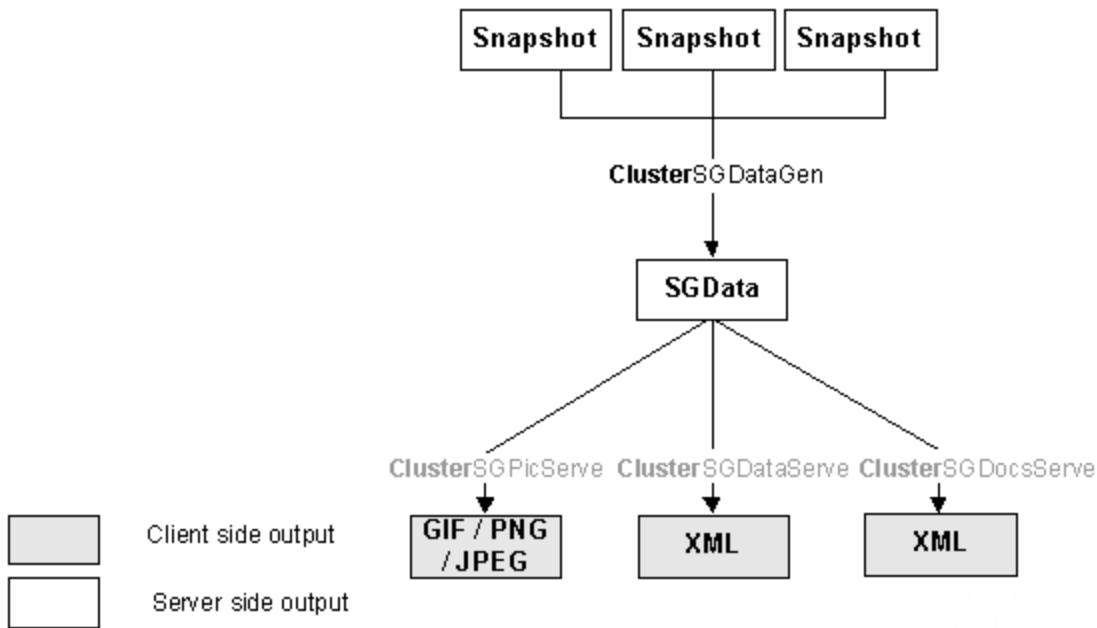 Snapshot
Snapshot
Snapshot
ClusterSGDataGen
SGData
ClusterSGPicServe
ClusterSGDataServe
ClusterSGDocsServe
GIF / PNG
/ JPEG
XML
XML
Client side output
Server side output